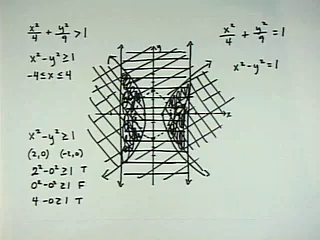 x²/4 + y²/9 > 1
x² - y² ≥ 1
-4 ≤ x ≤ 4
x²/4 + y²/9 = 1
x² - y² = 1
y
x
x² - y² ≥ 1
(2,0) (-2,0)
2² - 0² ≥ 1 T
0² - 0² ≥ 1 F
4 - 0 ≥ 1 T